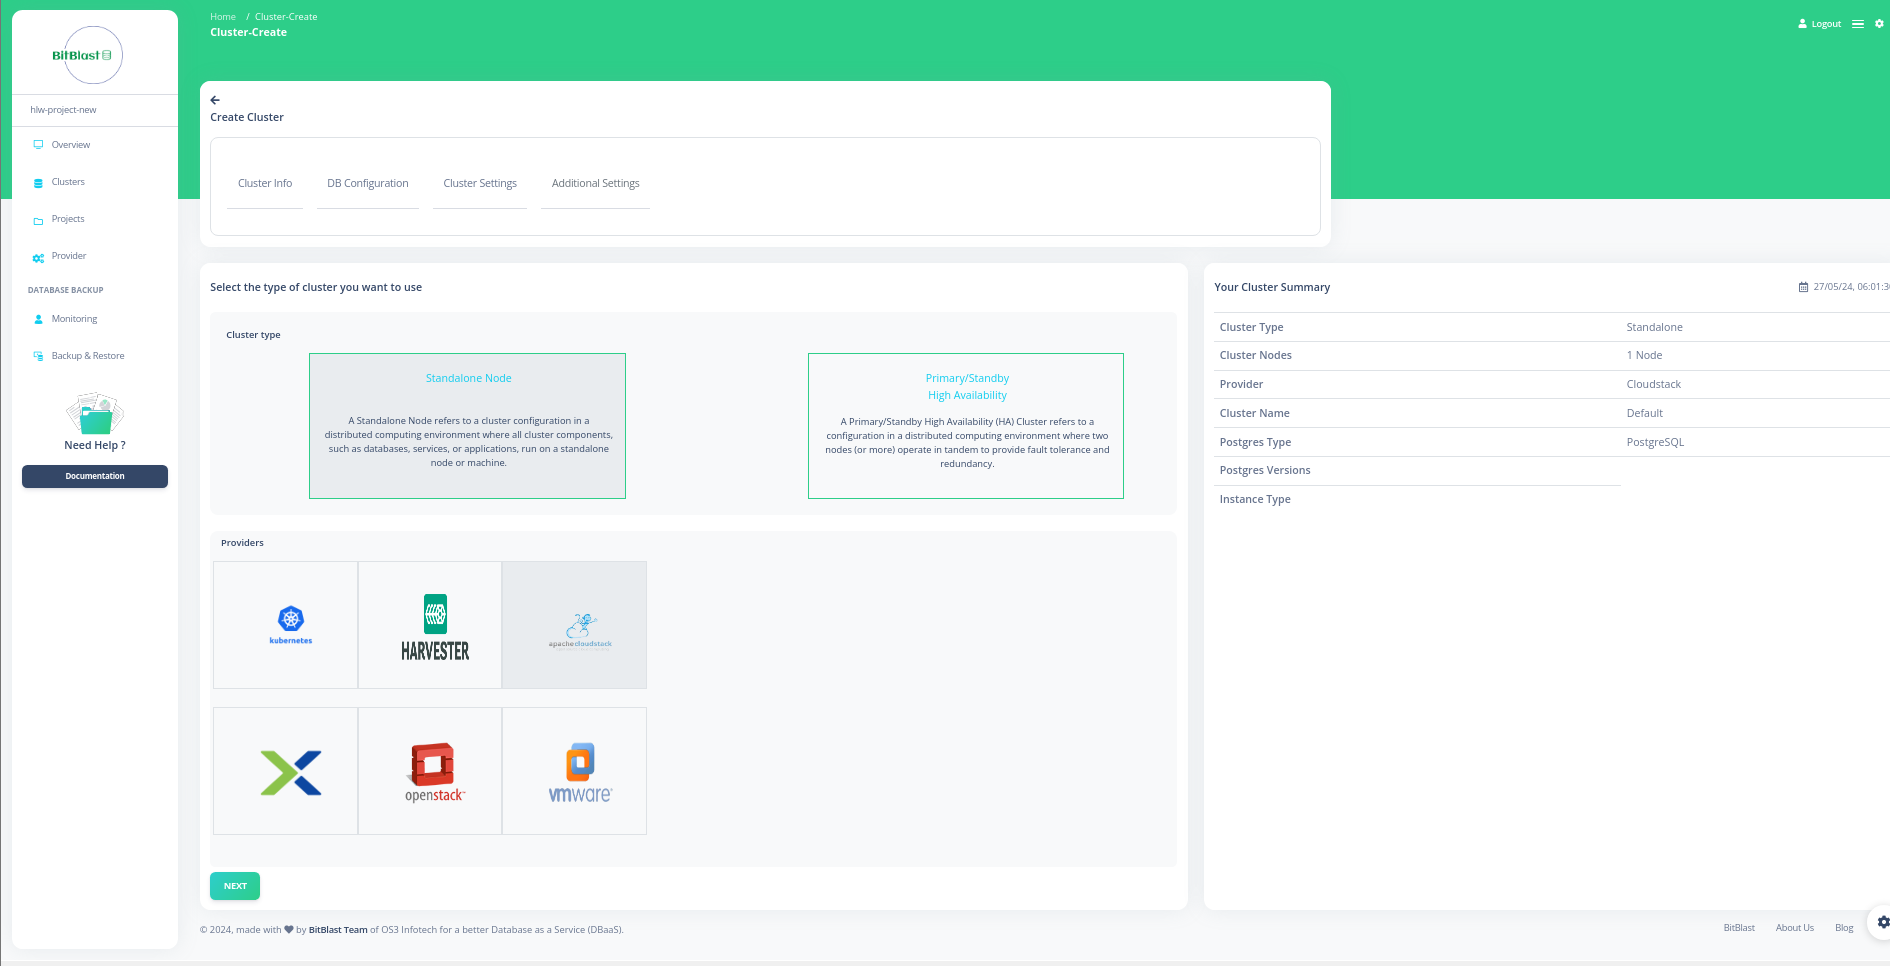 BitBlast
hlw-project-new
Overview
Clusters
Projects
Provider
DATABASE BACKUP
Monitoring
Backup & Restore
Need Help ?
Documentation
Home / Cluster-Create
Cluster-Create
Logout
Create Cluster
Cluster Info
DB Configuration
Cluster Settings
Additional Settings
Select the type of cluster you want to use
Cluster type
Standalone Node
A Standalone Node refers to a cluster configuration in a
distributed computing environment where all cluster components,
such as databases, services, or applications, run on a standalone
node or machine.
Primary/Standby
High Availability
A Primary/Standby High Availability (HA) Cluster refers to a
configuration in a distributed computing environment where two
nodes (or more) operate in tandem to provide fault tolerance and
redundancy.
Providers
kubernetes
HARVESTER
apachecloudstack
openstack™
vmware®
NEXT
Your Cluster Summary
27/05/24, 06:01:3
Cluster Type Standalone
Cluster Nodes 1 Node
Provider Cloudstack
Cluster Name Default
Postgres Type PostgreSQL
Postgres Versions
Instance Type
© 2024, made with by BitBlast Team of OS3 Infotech for a better Database as a Service (DBaaS).
BitBlast
About Us
Blog